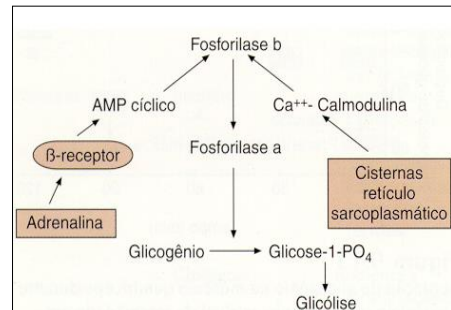 Fosforilase b
AMP cíclico
Ca++- Calmodulina
ß-receptor
Fosforilase a
Cisternas
retículo
sarcoplasmático
Adrenalina
Glicogênio
Glicose-1-PO4
Glicólise